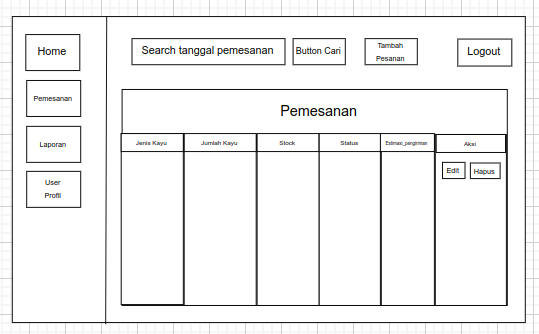 Home
Pemesanan
Laporan
User
Profil
Search tanggal pemesanan
Button Cari
Tambah
Pesanan
Logout
Pemesanan
Jenis Kayu
Jumlah Kayu
Stock
Status
Estimasi_pengiriman
Aksi
Edit
Hapus